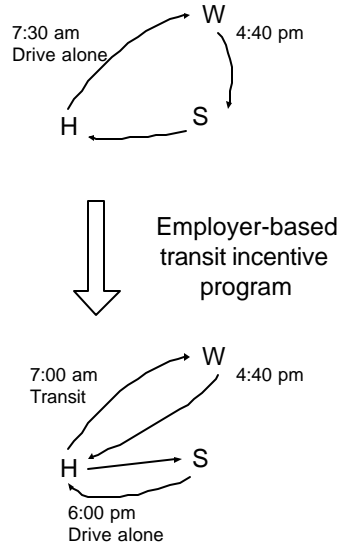 W
7:30 am
Drive alone
4:40 pm
H
S
Employer-based
transit incentive
program
W
7:00 am
Transit
4:40 pm
H
S
6:00 pm
Drive alone